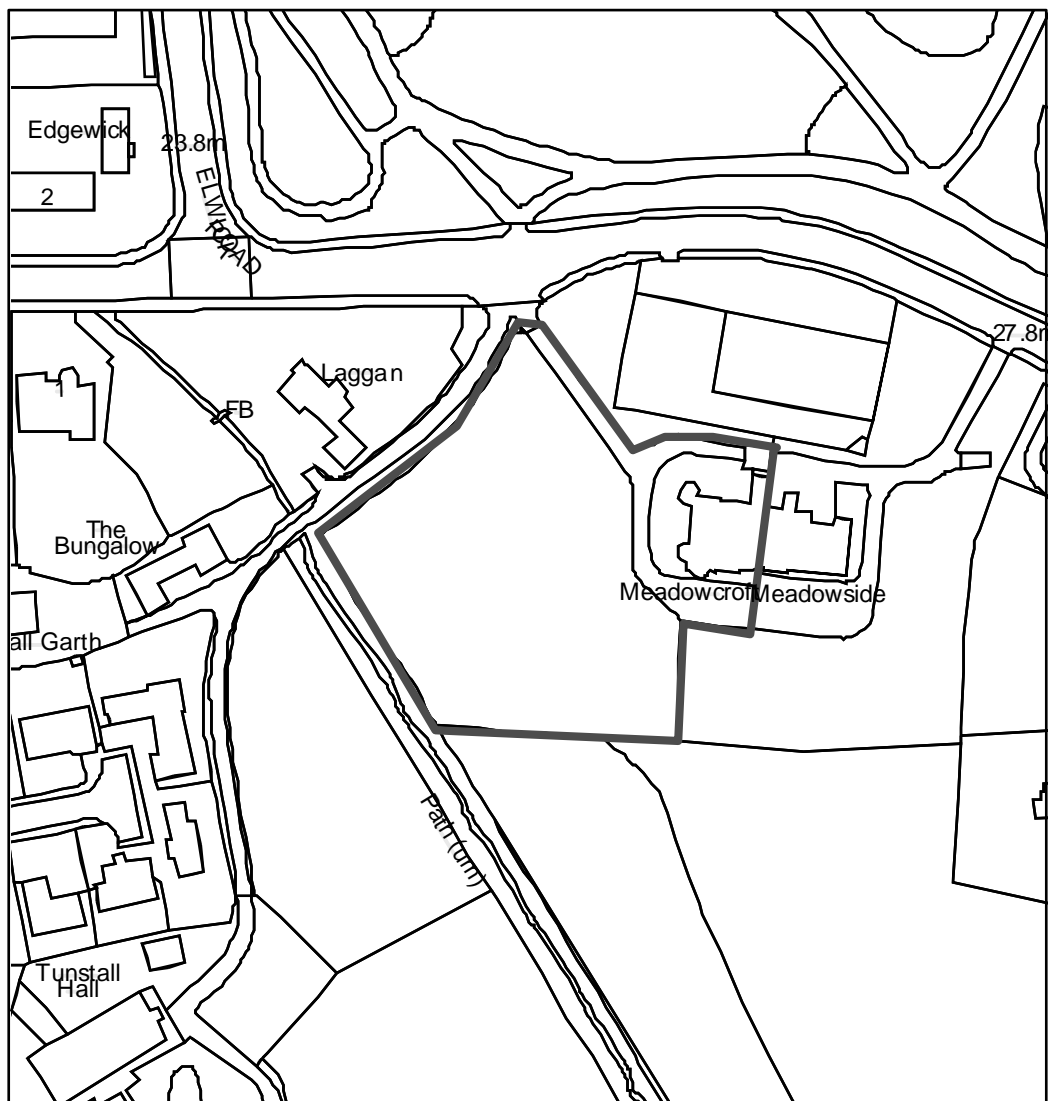 Edgewick
23.8m
2
ELWICK
ROAD
27.8m
Laggan
1
FB
The
Bungalow
Meadowcroft
Meadowside
all Garth
Path (um)
Tunstall
Hall